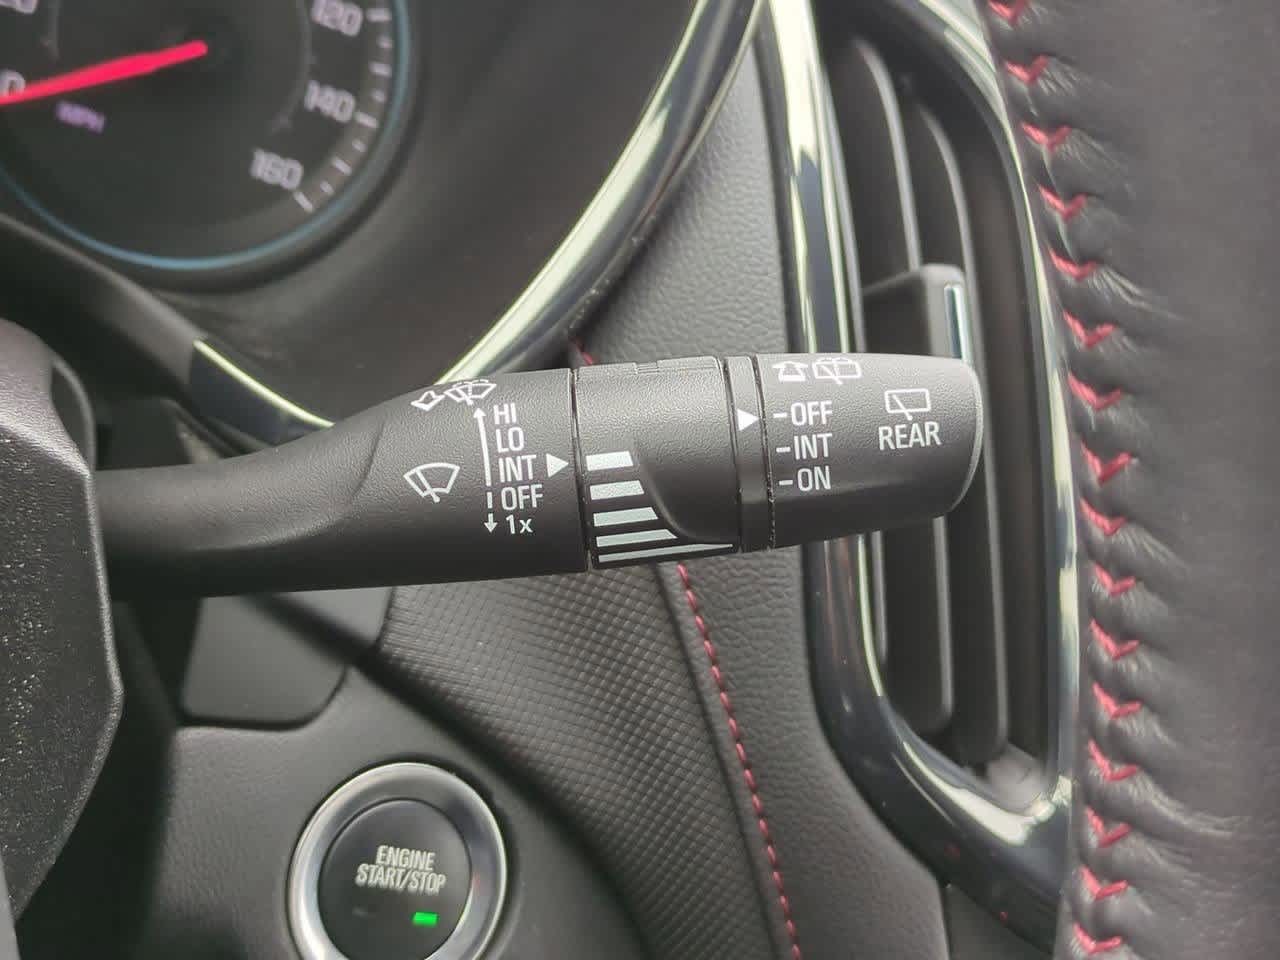 120
140
160
MPH
HI
LO
INT
OFF
1x
-OFF
-INT
-ON
REAR
ENGINE
START/STOP